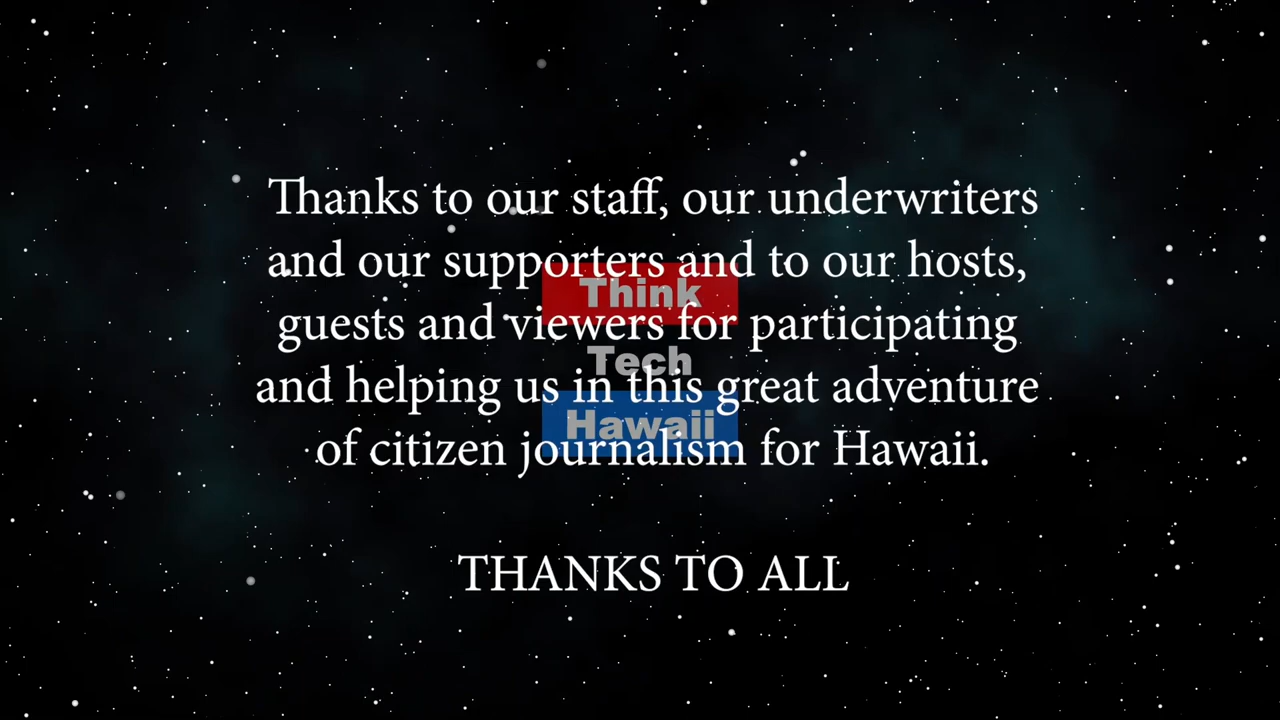 Thanks to our staff, our underwriters
and our supporters and to our hosts,
Think
guests and viewers for participating
Tech
and helping us in this great adventure
Hawaii
of citizen journalism for Hawaii.
THANKS TO ALL